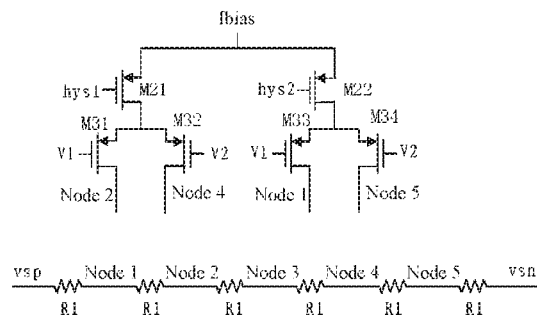 Ibias
hys1
M21
hys2
M22
M31
M32
M33
M34
V1
V2
V1
V2
Node 2
Node 4
Node 1
Node 5
vsp
Node 1
Node 2
Node 3
Node 4
Node 5
vsn
R1
R1
R1
R1
R1
R1